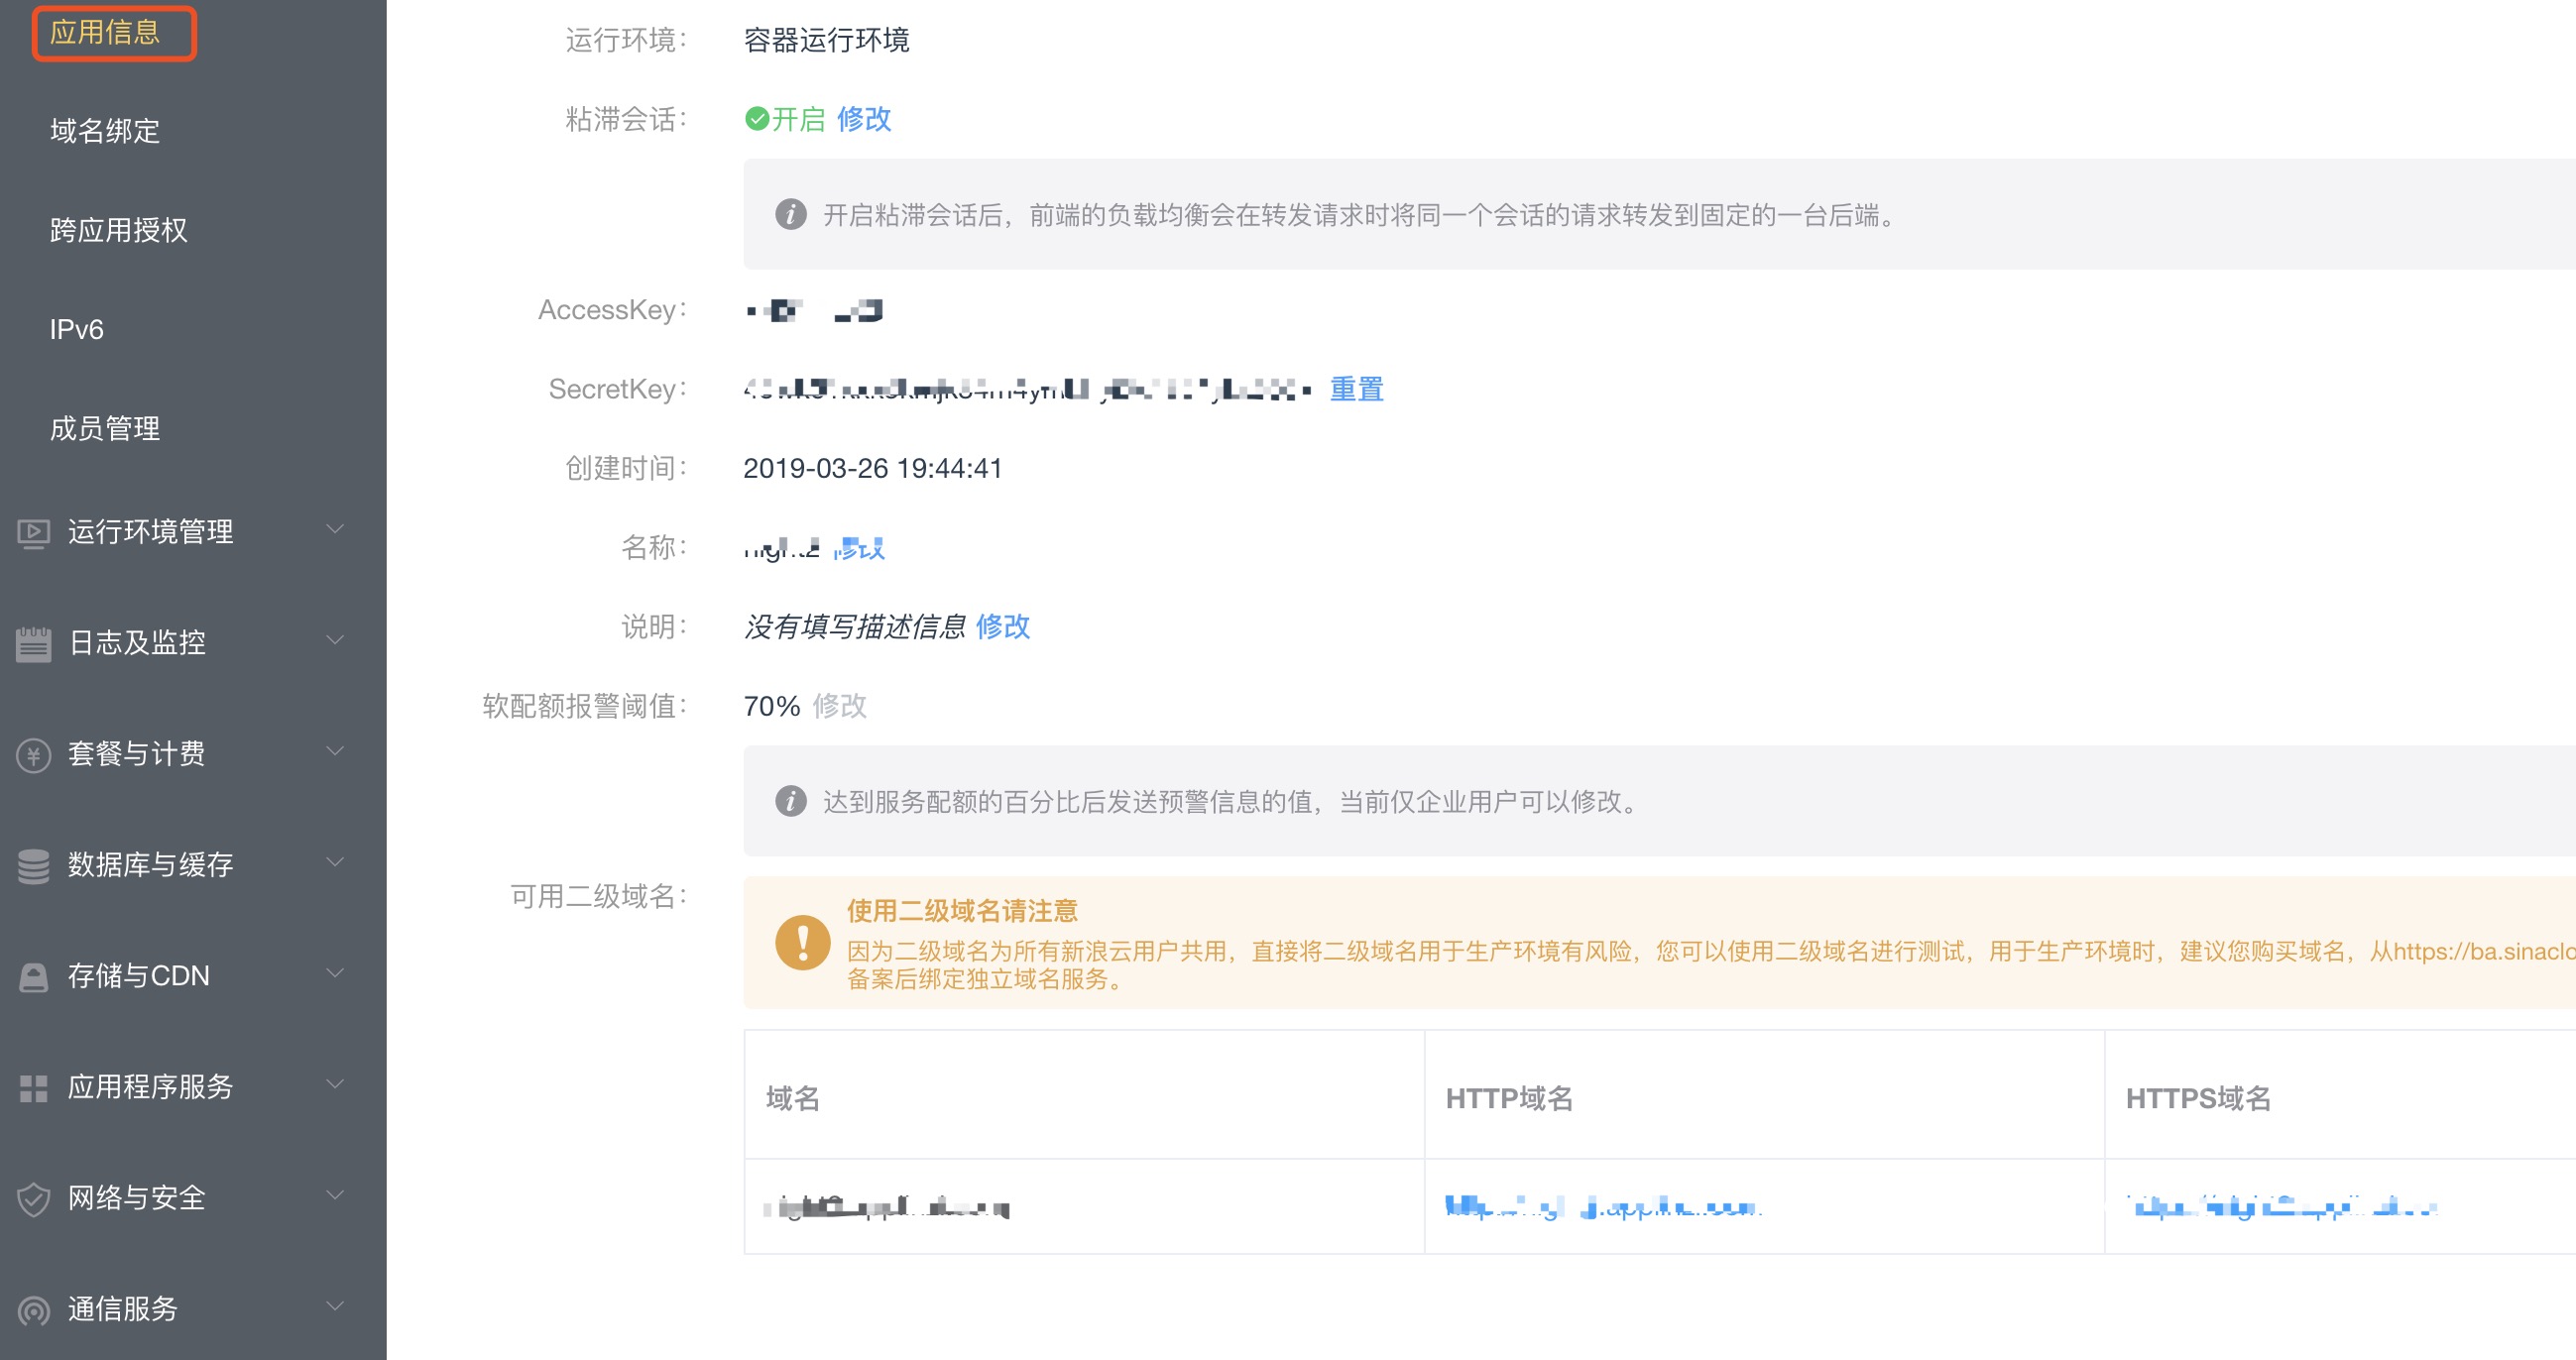 应用信息
域名绑定
跨应用授权
IPv6
成员管理
运行环境管理
日志及监控
套餐与计费
数据库与缓存
存储与CDN
应用程序服务
网络与安全
通信服务
运行环境： 容器运行环境
粘滞会话： 开启 修改
开启粘滞会话后，前端的负载均衡会在转发请求时将同一个会话的请求转发到固定的一台后端。
AccessKey：
SecretKey： 重置
创建时间： 2019-03-26 19:44:41
名称： 修改
说明： 没有填写描述信息 修改
软配额报警阈值： 70% 修改
达到服务配额的百分比后发送预警信息的值，当前仅企业用户可以修改。
可用二级域名：
使用二级域名请注意
因为二级域名为所有新浪云用户共用，直接将二级域名用于生产环境有风险，您可以使用二级域名进行测试，用于生产环境时，建议您购买域名，从https://ba.sinaclo
备案后绑定独立域名服务。
域名 HTTP域名 HTTPS域名